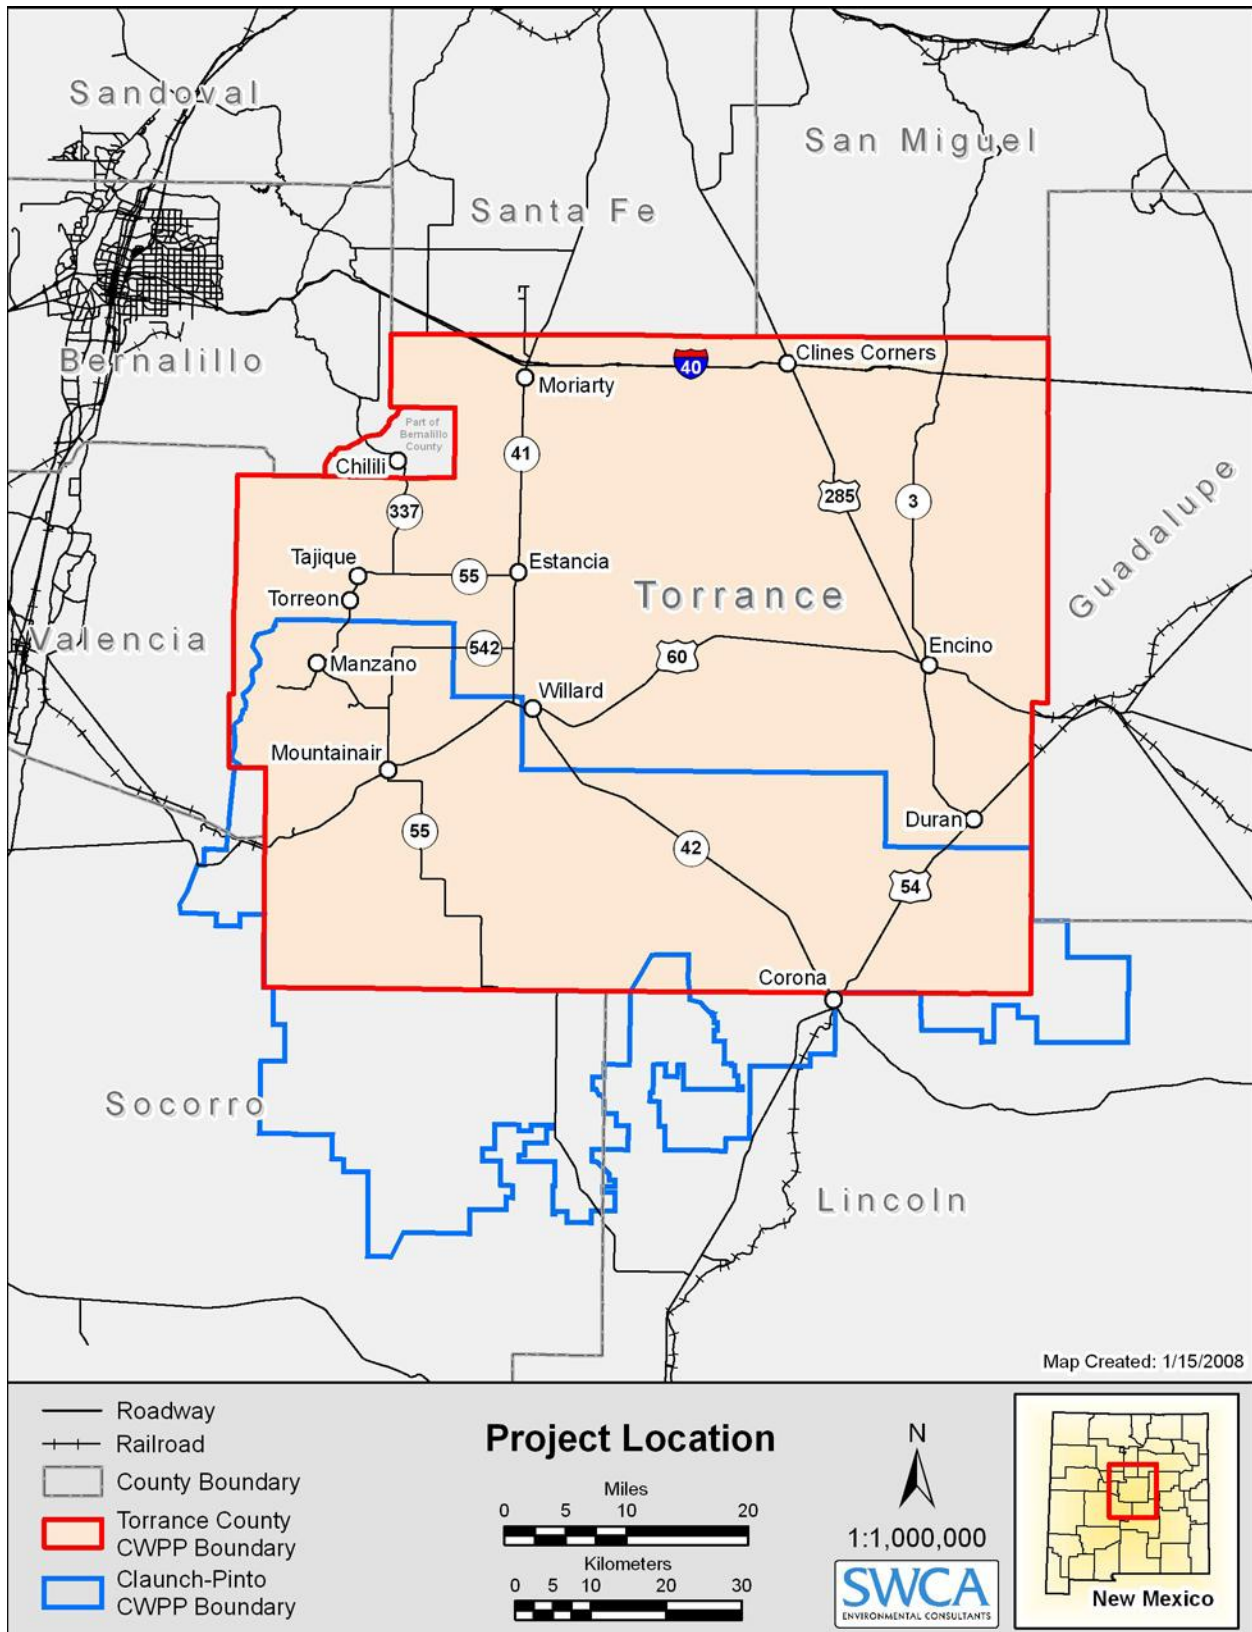 Sandoval
San Miguel
Santa Fe
Bernalillo
Clines Corners
40
Moriarty
Part of
Bernalillo
County
41
Chilili
285
3
337
Guadalupe
Tajique
55
Estancia
Torreon
Torrance
Valencia
542
60
Encino
Manzano
Willard
Mountainair
Duran
55
42
54
Corona
Socorro
Lincoln
Map Created: 1/15/2008
Roadway
Railroad
County Boundary
Torrance County
CWPP Boundary
Claunch-Pinto
CWPP Boundary
Project Location
Miles
0 5 10 20
Kilometers
0 5 10 20 30
N
1:1,000,000
SWCA
ENVIRONMENTAL CONSULTANTS
New Mexico